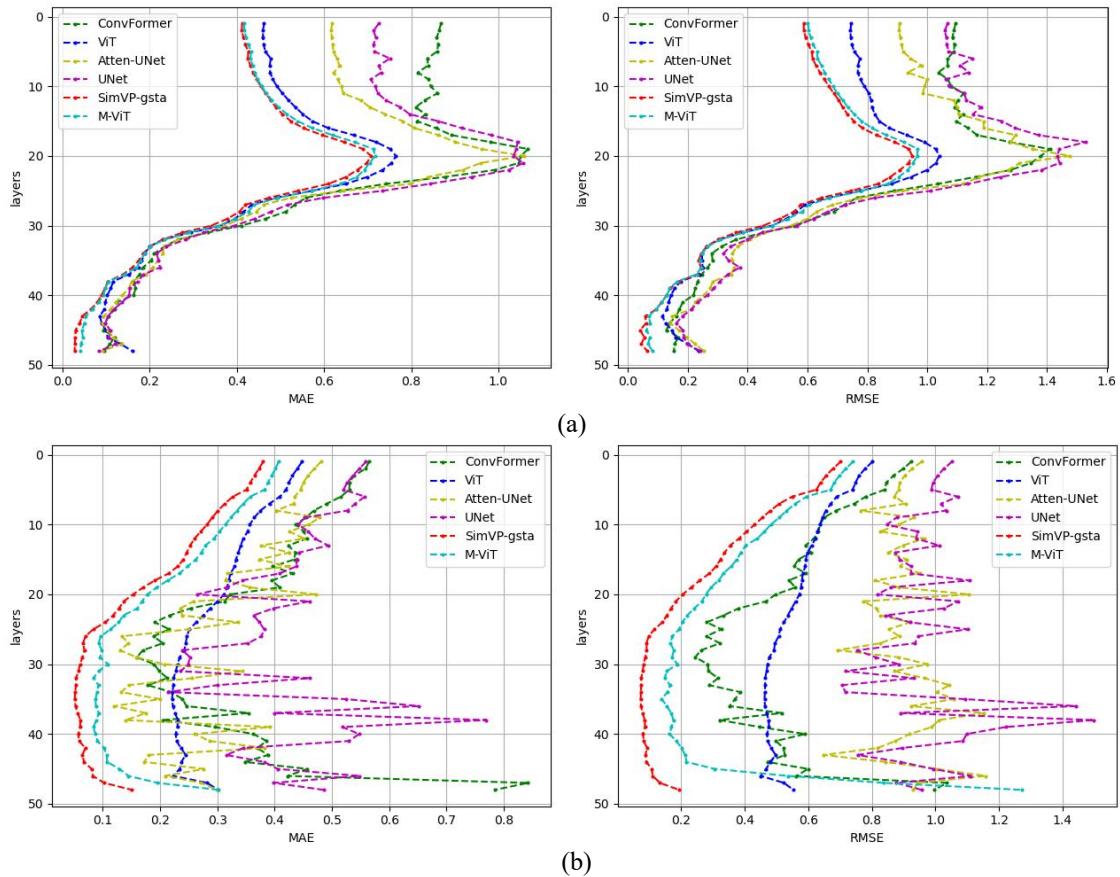 ConvFormer
ViT
Atten-UNet
UNet
SimVP-gsta
M-ViT
0
10
20
30
40
50
layers
0.0 0.2 0.4 0.6 0.8 1.0
MAE
ConvFormer
ViT
Atten-UNet
UNet
SimVP-gsta
M-ViT
0
10
20
30
40
50
layers
0.0 0.2 0.4 0.6 0.8 1.0 1.2 1.4 1.6
RMSE
(a)
ConvFormer
ViT
Atten-UNet
UNet
SimVP-gsta
M-ViT
0
10
20
30
40
50
layers
0.1 0.2 0.3 0.4 0.5 0.6 0.7 0.8
MAE
ConvFormer
ViT
Atten-UNet
UNet
SimVP-gsta
M-ViT
0
10
20
30
40
50
layers
0.2 0.4 0.6 0.8 1.0 1.2 1.4
RMSE
(b)